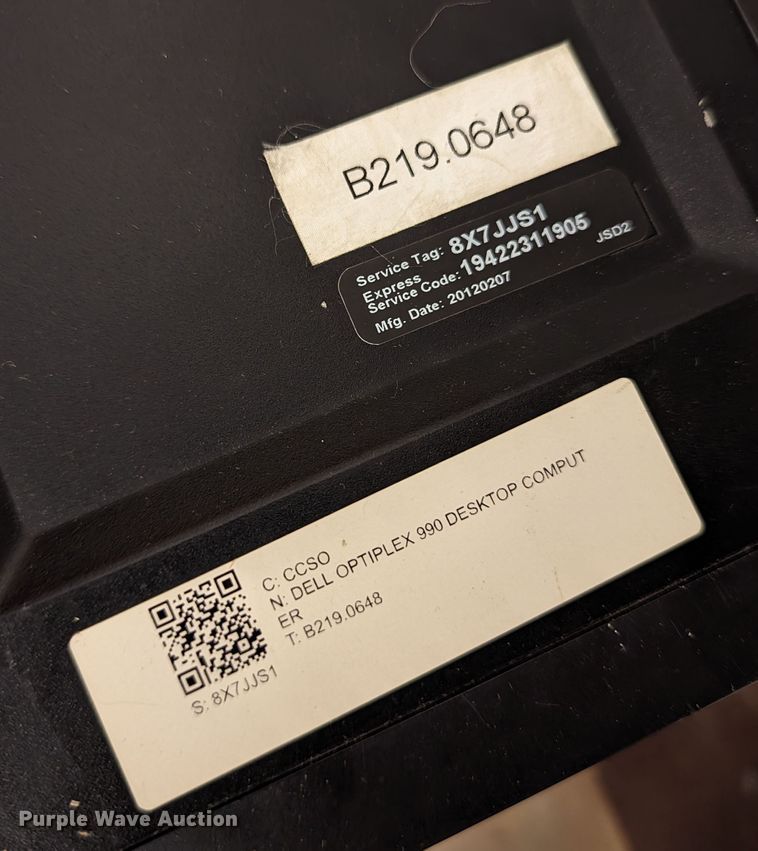 B219.0648
Service Tag: 8X7JJS1
Express
Service Code: 19422311905
Mfg. Date: 20120207
JSD2
C: CCSO
N: DELL OPTIPLEX 990 DESKTOP COMPUT
ER
T: B219.0648
S: 8X7JJS1
Purple Wave Auction